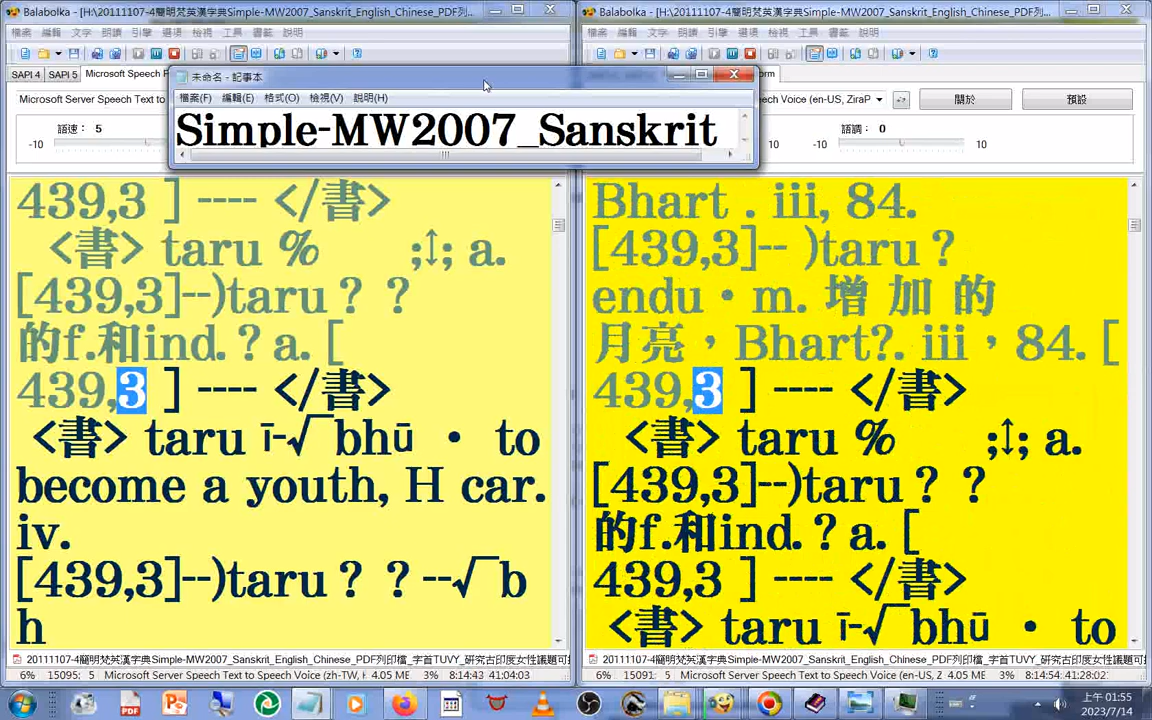 Balabolka - [H:\20111107-4簡明梵英漢字典Simple-MW2007_Sanskrit_English_Chinese_PDF列...
檔案 編輯 文字 朗讀 引擎 選項 檢視 工具 書籤 說明
SAPI 4 SAPI 5 Microsoft Speech P
Microsoft Server Speech Text to
語速： 5
-10
439,3 ] ---- </書>
<書> taru %　　;↕; a.
[439,3]--)taru？？
的f.和ind.？a. [
439,3 ] ---- </書>
<書> taru ī-√bhū • to
become a youth, H car.
iv.
[439,3]--)taru？？--√b
h
20111107-4簡明梵英漢字典Simple-MW2007_Sanskrit_English_Chinese_PDF列印檔_字首TUVY_研究古印度女性議題可
6% 15095: 5 Microsoft Server Speech Text to Speech Voice (zh-TW, H 4.05 MB 3% 8:14:43 41:04:03
未命名 - 記事本
檔案(F) 編輯(E) 格式(O) 檢視(V) 說明(H)
Simple-MW2007_Sanskrit
Balabolka - [H:\20111107-4簡明梵英漢字典Simple-MW2007_Sanskrit_English_Chinese_PDF列...
檔案 編輯 文字 朗讀 引擎 選項 檢視 工具 書籤 說明
orm
ech Voice (en-US, ZiraP 關於 預設
語調： 0
10 -10 10
Bhart . iii, 84.
[439,3]-- )taru？
endu • m. 增 加 的
月亮，Bhart?. iii，84. [
439,3 ] ---- </書>
<書> taru %　　;↕; a.
[439,3]--)taru？？
的f.和ind.？a. [
439,3 ] ---- </書>
<書> taru ī-√bhū • to
20111107-4簡明梵英漢字典Simple-MW2007_Sanskrit_English_Chinese_PDF列印檔_字首TUVY_研究古印度女性議題可
6% 15091: 5 Microsoft Server Speech Text to Speech Voice (en-US, Z 4.05 MB 3% 8:14:54 41:28:02
上午 01:55
2023/7/14